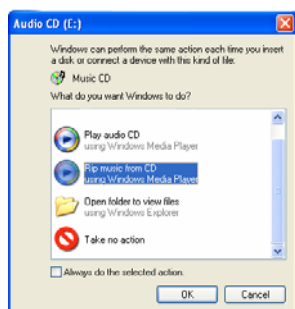 Audio CD (E:)
Windows can perform the same action each time you insert
a disk or connect a device with this kind of file:
Music CD
What do you want Windows to do?
Play audio CD
using Windows Media Player
Rip music from CD
using Windows Media Player
Open folder to view files
using Windows Explorer
Take no action
Always do the selected action.
OK
Cancel